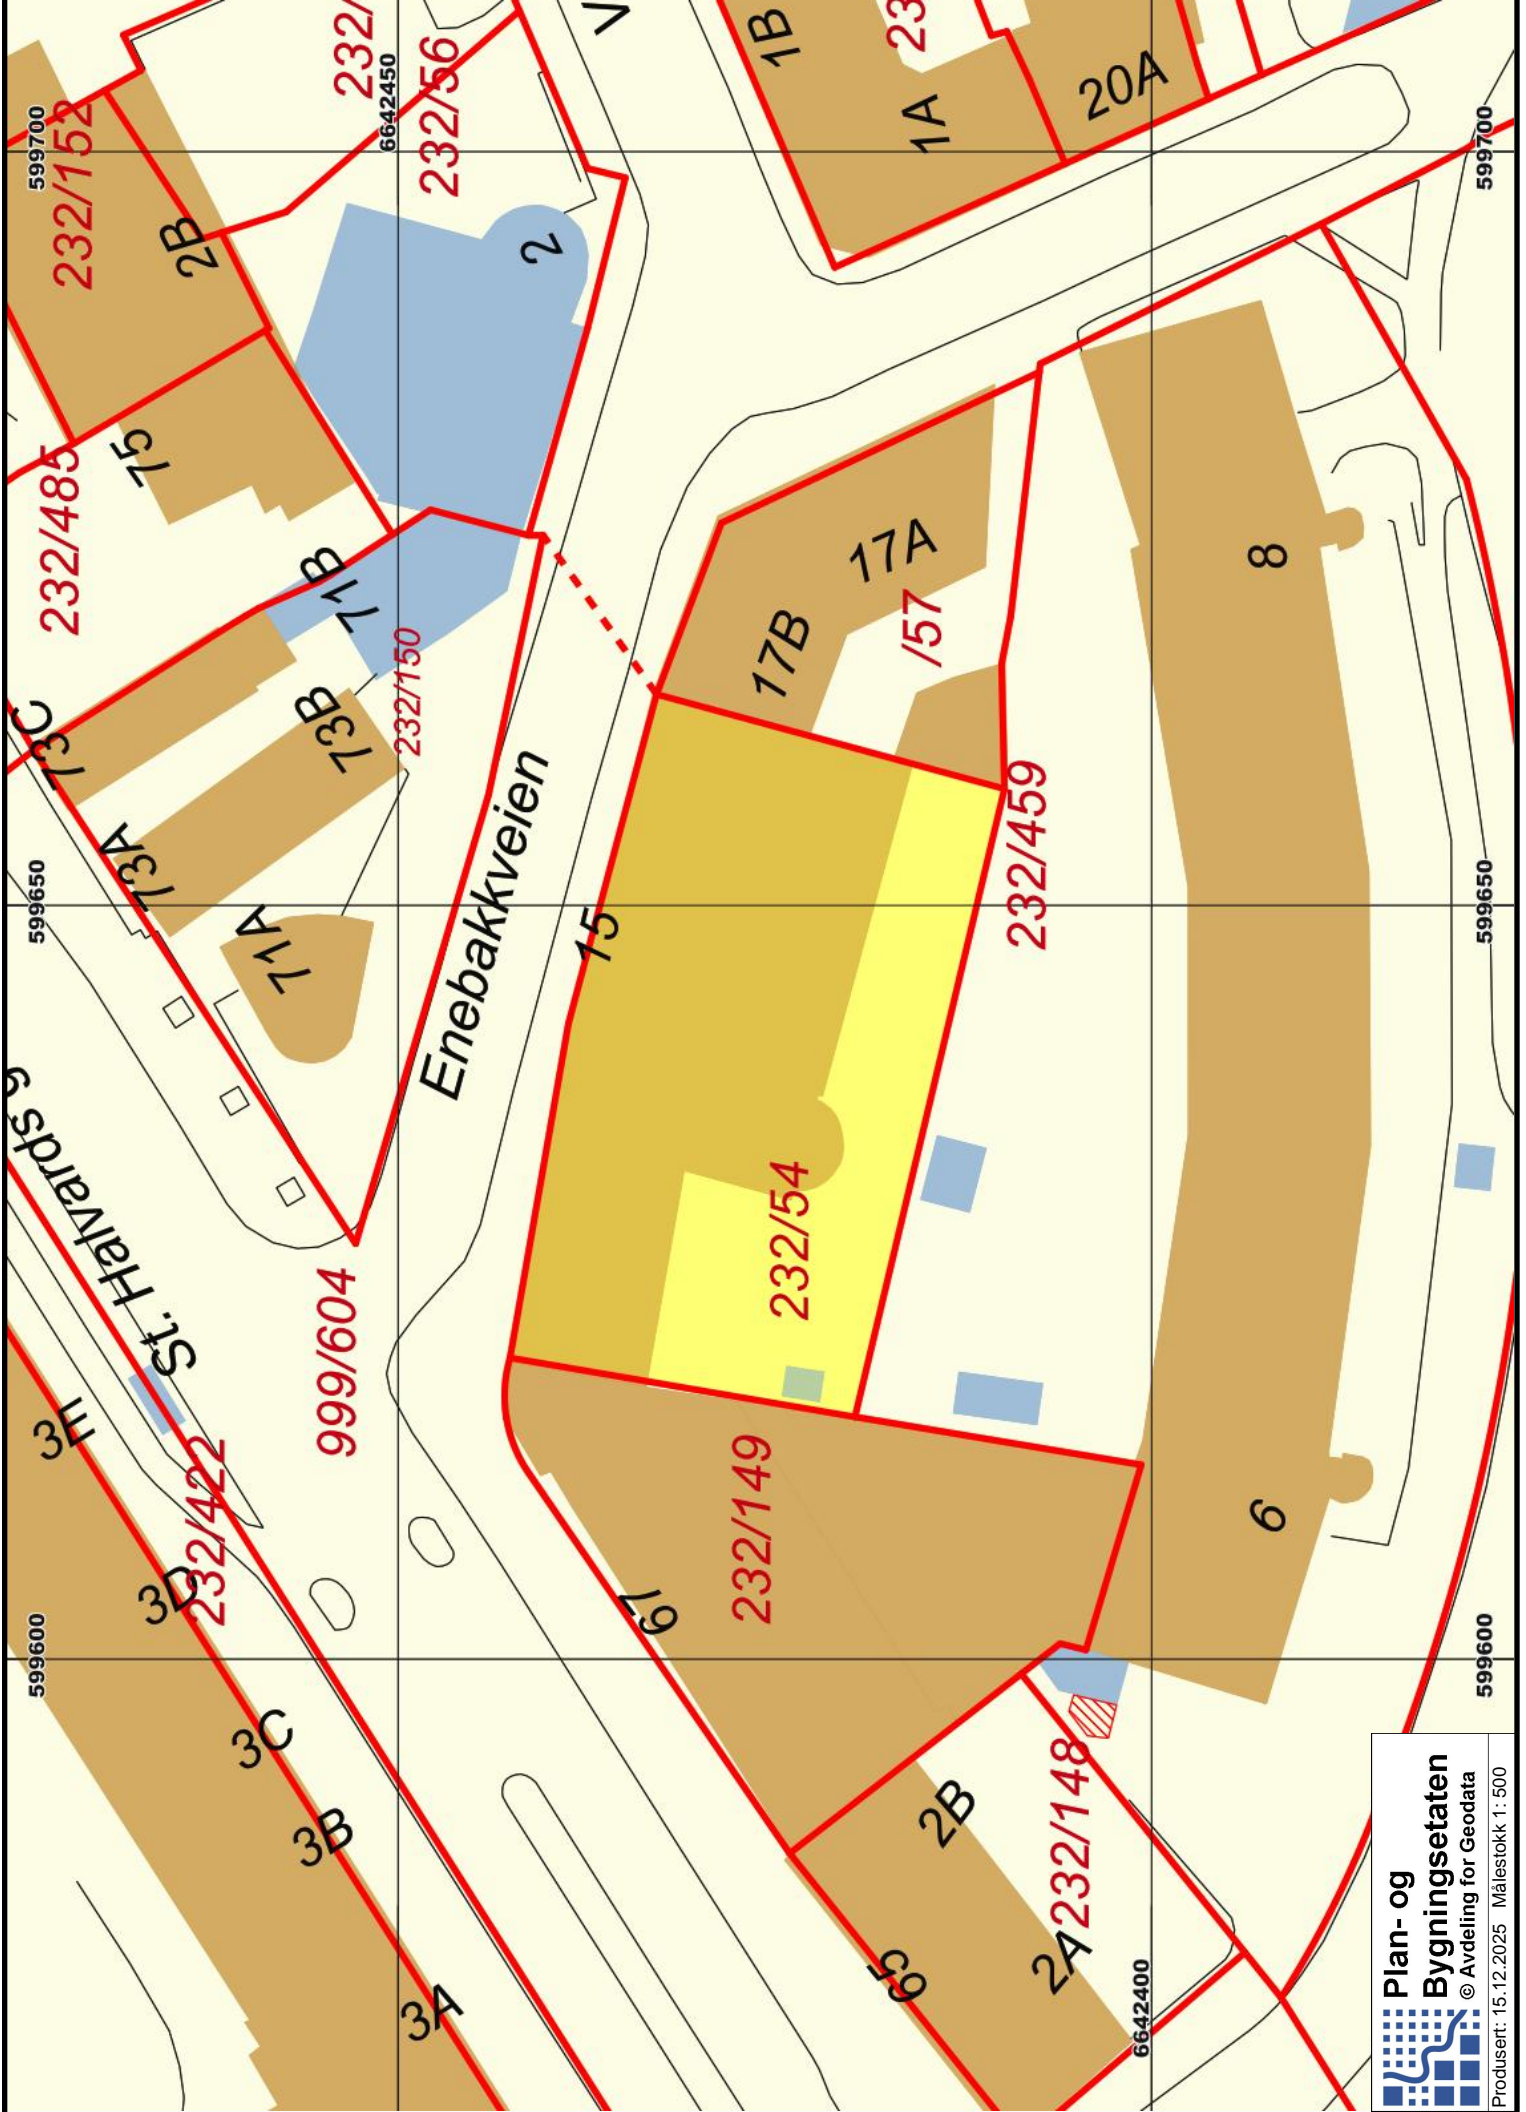 599700
599650
599600
232/152
232/485
2B
75
73C
73A
71A
73B
71B
232/150
232/
6642450
232/56
2
V
Enebakkveien
St. Halvards g
999/604
232/422
3E
3D
3C
3B
3A
1B
1A
23
20A
17A
17B
/57
15
232/54
232/459
232/149
67
65
2B
2A
232/148
8
6
6642400
599700
599650
599600
Plan- og
Bygningsetaten
© Avdeling for Geodata
Produsert: 15.12.2025 Målestokk 1: 500